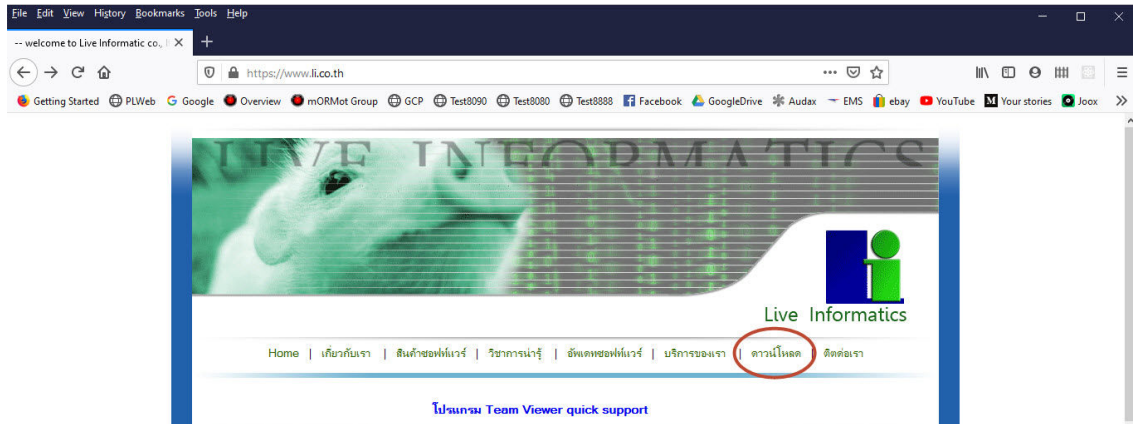 File Edit View History Bookmarks Tools Help
-- welcome to Live Informatic co.,
https://www.li.co.th
Getting Started PLWeb Google Overview mORMot Group GCP Test8090 Test8080 Test8888 Facebook GoogleDrive Audax EMS ebay YouTube Your stories Joox
LIVE INFORMATICS
Live Informatics
Home | เกี่ยวกับเรา | สินค้าซอฟท์แวร์ | วิชาการน่ารู้ | อัพเดทซอฟท์แวร์ | บริการของเรา | ดาวน์โหลด | ติดต่อเรา
โปรแกรม Team Viewer quick support